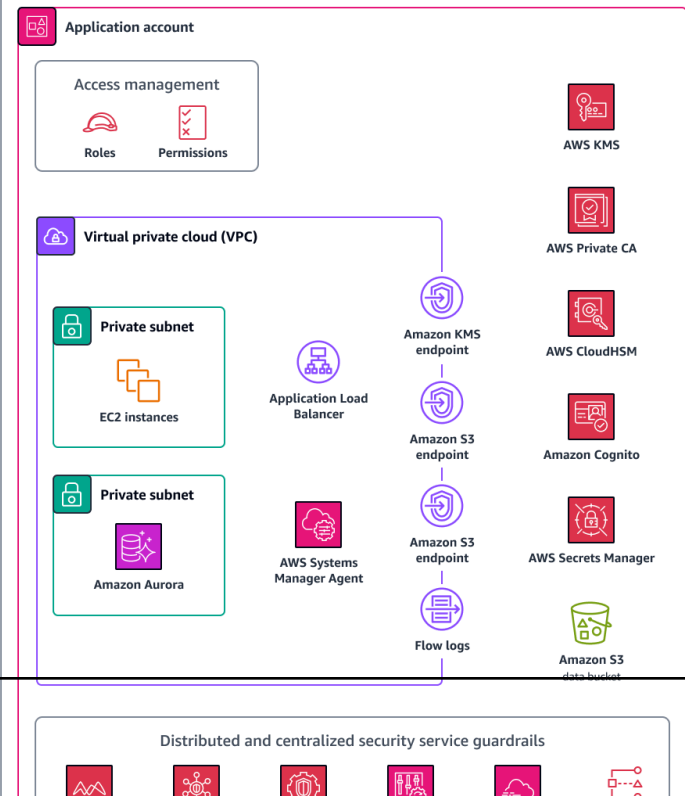 Application account
Access management
Roles
Permissions
AWS KMS
AWS Private CA
Virtual private cloud (VPC)
Amazon KMS
endpoint
Private subnet
EC2 instances
Application Load
Balancer
AWS CloudHSM
Amazon S3
endpoint
Amazon Cognito
Private subnet
Amazon Aurora
AWS Systems
Manager Agent
Amazon S3
endpoint
AWS Secrets Manager
Flow logs
Amazon S3
data bucket
Distributed and centralized security service guardrails